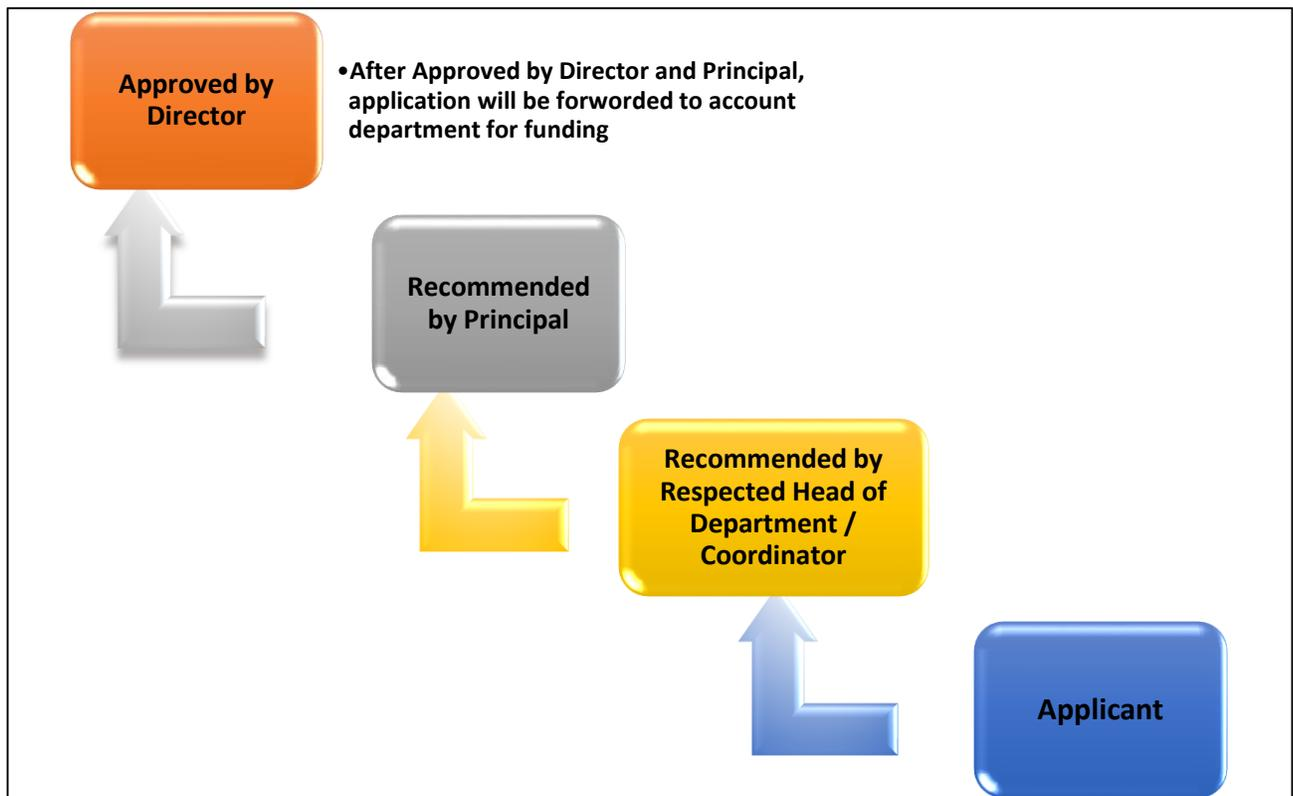 Approved by
Director
•After Approved by Director and Principal,
application will be forworded to account
department for funding
Recommended
by Principal
Recommended by
Respected Head of
Department /
Coordinator
Applicant